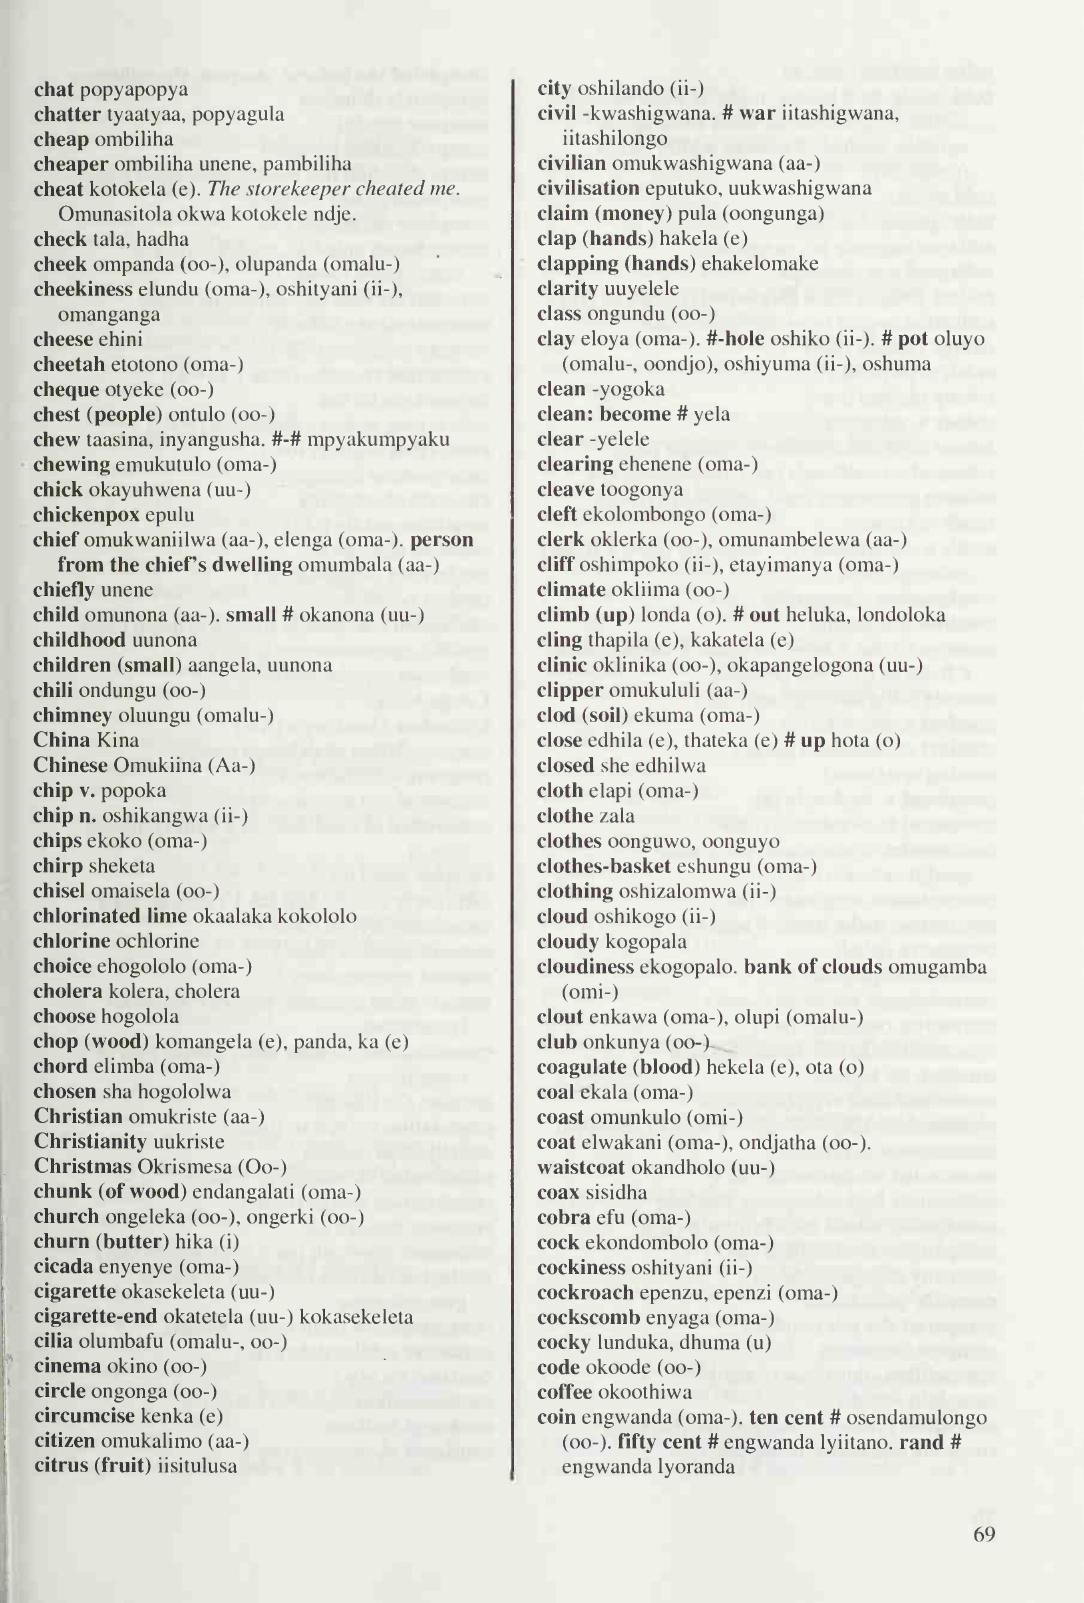 chat popyapopya
chatter tyaatyaa, popyagula
cheap ombiliha
cheaper ombiliha unene, pambiliha
cheat kotokela (e). The storekeeper cheated me.
Omunasitola okwa kotokele ndje.
check tala, hadha
cheek ompanda (oo-), olupanda (omalu-)
cheekiness elundu (oma-), oshityani (ii-),
omanganga
cheese ehini
cheetah etotono (oma-)
cheque otyeke (oo-)
chest (people) ontulo (oo-)
chew taasina, inyangusha. #-# mpyakumpyaku
chewing emukutulo (oma-)
chick okayuhwena (uu-)
chickenpox epulu
chief omukwaniilwa (aa-), elenga (oma-). person
from the chief's dwelling omumbala (aa-)
chiefly unene
child omunona (aa-). small # okanona (uu-)
childhood uunona
children (small) aangela, uunona
chili ondungu (oo-)
chimney oluungu (omalu-)
China Kina
Chinese Omukiina (Aa-)
chip v. popoka
chip n. oshikangwa (ii-)
chips ekoko (oma-)
chirp sheketa
chisel omaisela (oo-)
chlorinated lime okaalaka kokololo
chlorine ochlorine
choice ehogololo (oma-)
cholera kolera, cholera
choose hogolola
chop (wood) komangela (e), panda, ka (e)
chord elimba (oma-)
chosen sha hogololwa
Christian omukriste (aa-)
Christianity uukriste
Christmas Okrismesa (Oo-)
chunk (of wood) endangalati (oma-)
church ongeleka (oo-), ongerki (oo-)
churn (butter) hika (i)
cicada enyenye (oma-)
cigarette okasekeleta (uu-)
cigarette-end okatetela (uu-) kokasekeleta
cilia olumbafu (omalu-, oo-)
cinema okino (oo-)
circle ongonga (oo-)
circumcise kenka (e)
citizen omukalimo (aa-)
citrus (fruit) iisitulusa
city oshilando (ii-)
civil -kwashigwana. # war iitashigwana,
iitashilongo
civilian omukwashigwana (aa-)
civilisation eputuko, uukwashigwana
claim (money) pula (oongunga)
clap (hands) hakela (e)
clapping (hands) ehakelomake
clarity uuyelele
class ongundu (oo-)
clay eloya (oma-). #-hole oshiko (ii-). # pot oluyo
(omalu-, oondjo), oshiyuma (ii-), oshuma
clean -yogoka
clean: become # yela
clear -yelele
clearing ehenene (oma-)
cleave toogonya
cleft ekolombongo (oma-)
clerk oklerka (oo-), omunambelewa (aa-)
cliff oshimpoko (ii-), etayimanya (oma-)
climate okliima (oo-)
climb (up) londa (o). # out heluka, londoloka
cling thapila (e), kakatela (e)
clinic oklinika (oo-), okapangelogona (uu-)
clipper omukululi (aa-)
clod (soil) ekuma (oma-)
close edhila (e), thateka (e) # up hota (o)
closed she edhilwa
cloth elapi (oma-)
clothe zala
clothes oonguwo, oonguyo
clothes-basket eshungu (oma-)
clothing oshizalomwa (ii-)
cloud oshikogo (ii-)
cloudy kogopala
cloudiness ekogopalo. bank of clouds omugamba
(omi-)
clout enkawa (oma-), olupi (omalu-)
club onkunya (oo-)
coagulate (blood) hekela (e), ota (o)
coal ekala (oma-)
coast omunkulo (omi-)
coat elwakani (oma-), ondjatha (oo-).
waistcoat okandholo (uu-)
coax sisidha
cobra efu (oma-)
cock ekondombolo (oma-)
cockiness oshityani (ii-)
cockroach epenzu, epenzi (oma-)
cockscomb enyaga (oma-)
cocky lunduka, dhuma (u)
code okoode (oo-)
coffee okoothiwa
coin engwanda (oma-). ten cent # osendamulongo
(oo-). fifty cent # engwanda lyiitano. rand #
engwanda lyoranda
69